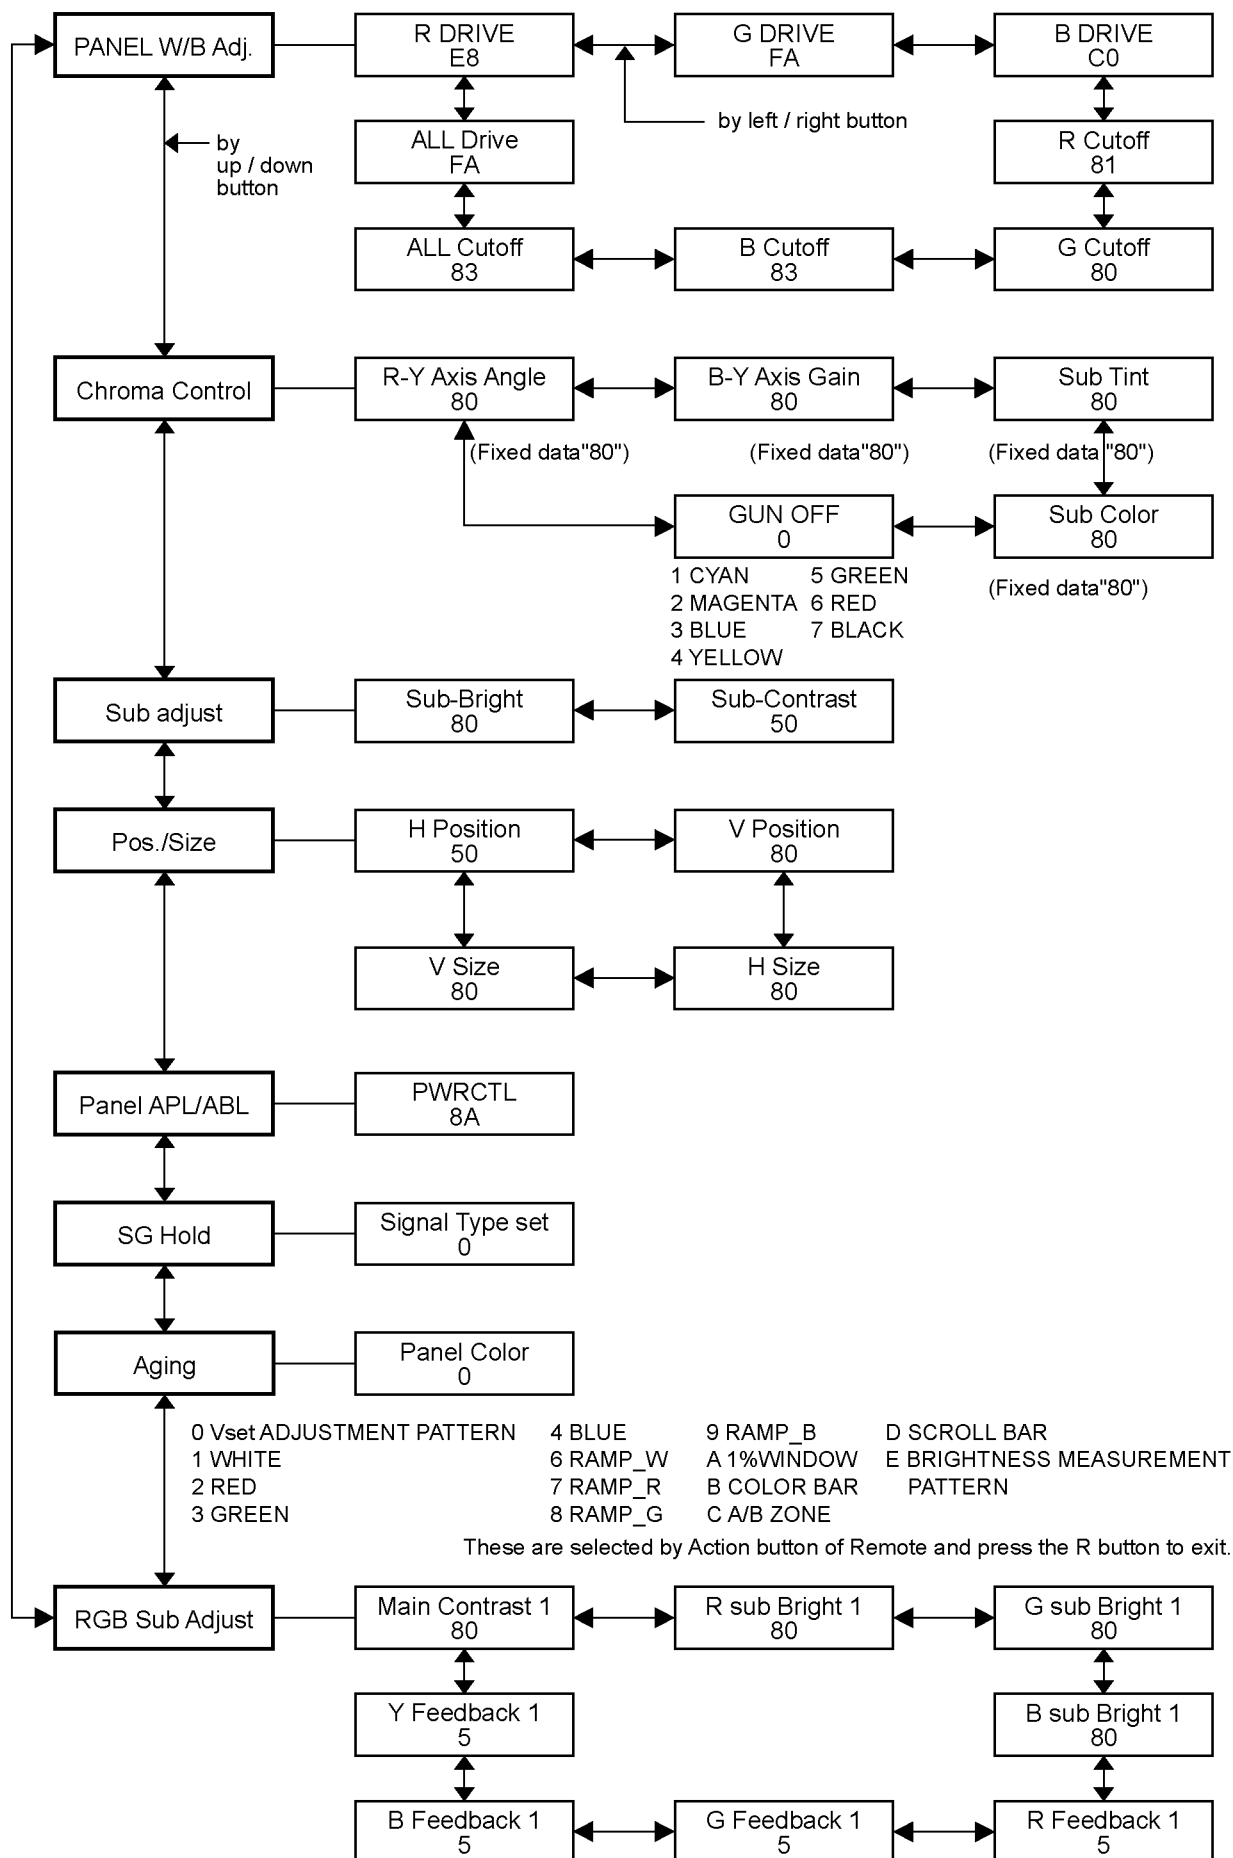 PANEL W/B Adj.
R DRIVE
E8
G DRIVE
FA
B DRIVE
C0
by left / right button
by
up / down
button
ALL Drive
FA
R Cutoff
81
ALL Cutoff
83
B Cutoff
83
G Cutoff
80
Chroma Control
R-Y Axis Angle
80
B-Y Axis Gain
80
Sub Tint
80
(Fixed data"80")
(Fixed data"80")
(Fixed data"80")
GUN OFF
0
Sub Color
80
1 CYAN
2 MAGENTA
3 BLUE
4 YELLOW
5 GREEN
6 RED
7 BLACK
(Fixed data"80")
Sub adjust
Sub-Bright
80
Sub-Contrast
50
Pos./Size
H Position
50
V Position
80
V Size
80
H Size
80
Panel APL/ABL
PWRCTL
8A
SG Hold
Signal Type set
0
Aging
Panel Color
0
0 Vset ADJUSTMENT PATTERN
1 WHITE
2 RED
3 GREEN
4 BLUE
6 RAMP_W
7 RAMP_R
8 RAMP_G
9 RAMP_B
A 1%WINDOW
B COLOR BAR
C A/B ZONE
D SCROLL BAR
E BRIGHTNESS MEASUREMENT
PATTERN
These are selected by Action button of Remote and press the R button to exit.
RGB Sub Adjust
Main Contrast 1
80
R sub Bright 1
80
G sub Bright 1
80
Y Feedback 1
5
B sub Bright 1
80
B Feedback 1
5
G Feedback 1
5
R Feedback 1
5